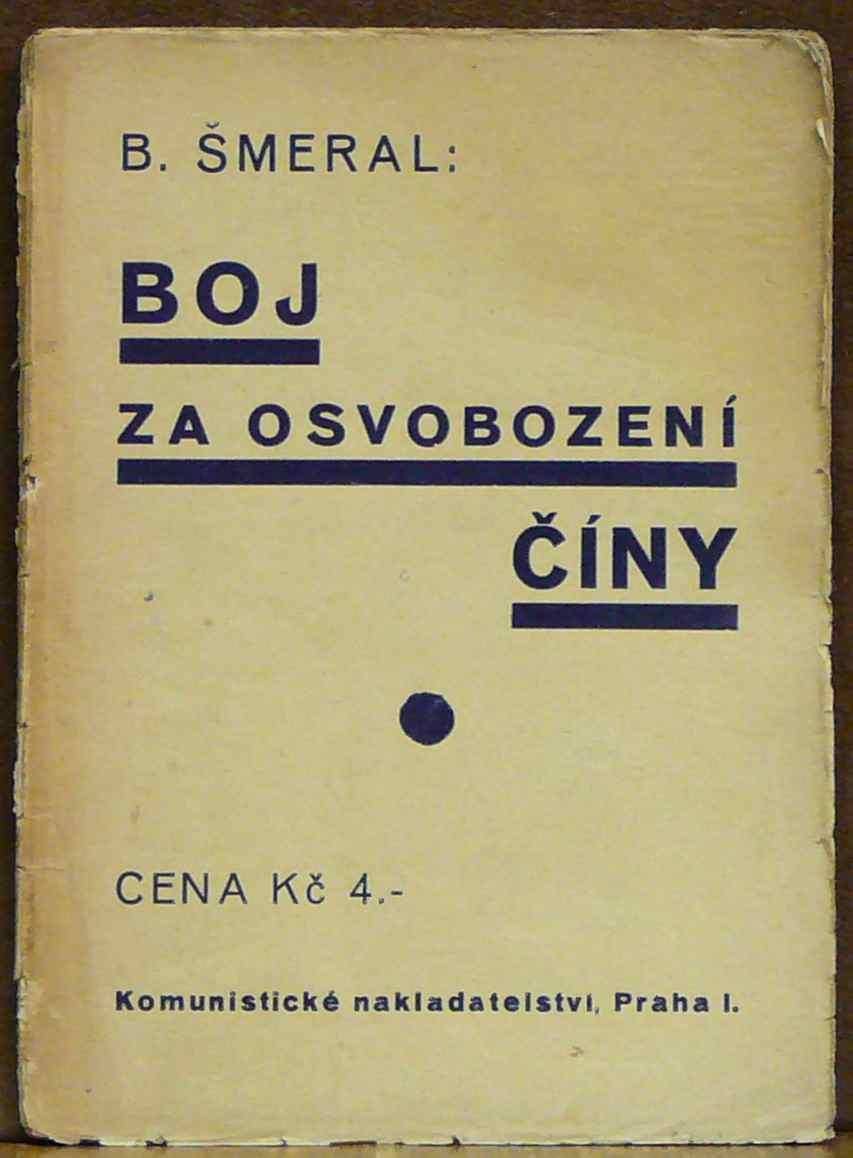 B. ŠMERAL:
BOJ
ZA OSVOBOZENÍ
ČÍNY
CENA Kč 4.-
Komunistické nakladatelství, Praha I.